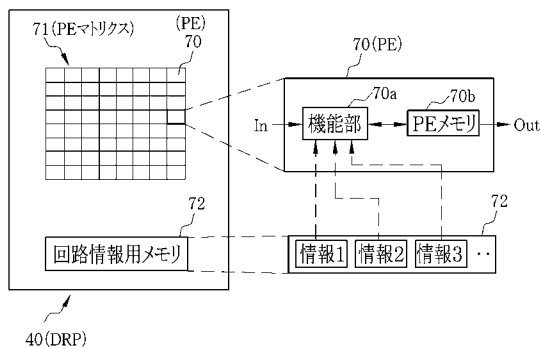 71(PEマトリクス)
(PE)
70
72
回路情報用メモリ
40(DRP)
70(PE)
70a
70b
In
機能部
PEメモリ
Out
72
情報1
情報2
情報3
‥